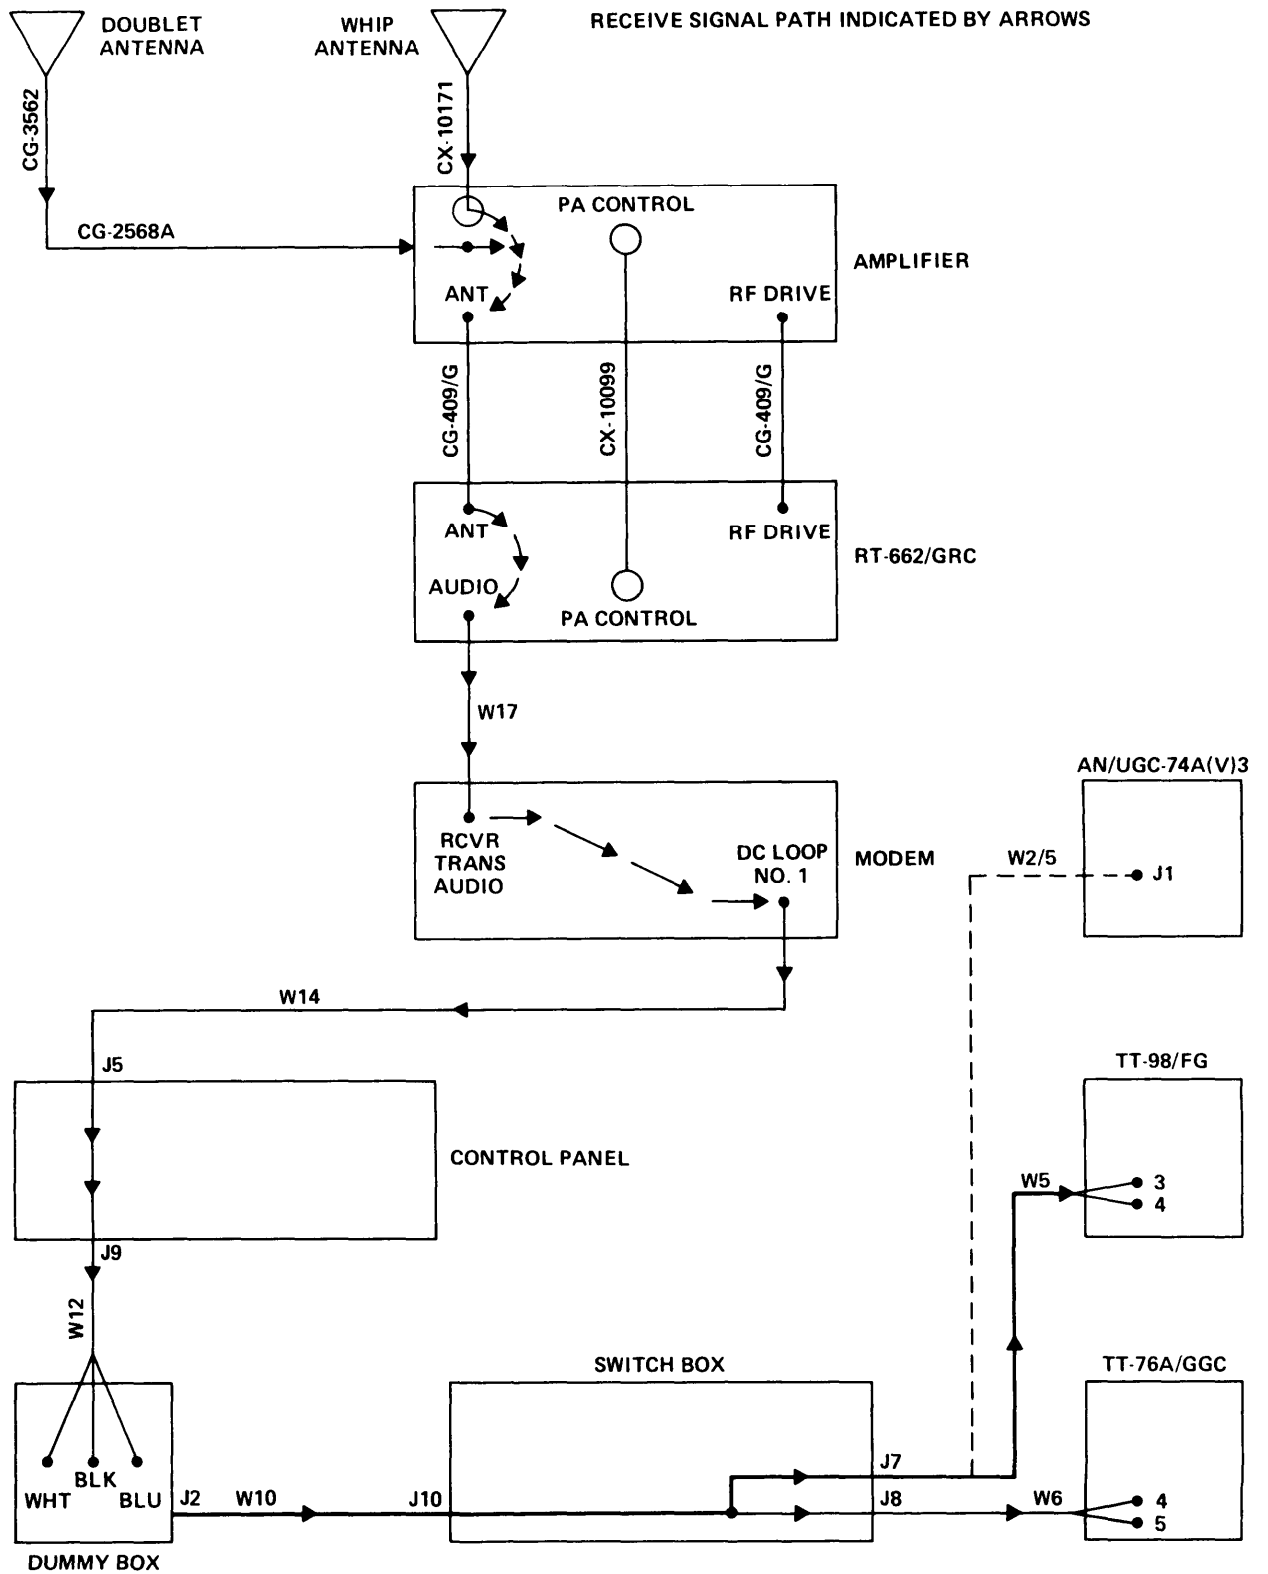 DOUBLET
ANTENNA
WHIP
ANTENNA
RECEIVE SIGNAL PATH INDICATED BY ARROWS
CG-3562
CX-10171
CG-2568A
PA CONTROL
AMPLIFIER
ANT
RF DRIVE
CG-409/G
CX-10099
CG-409/G
ANT
RF DRIVE
RT-662/GRC
AUDIO
PA CONTROL
W17
AN/UGC-74A(V)3
RCVR
TRANS
AUDIO
DC LOOP
NO. 1
MODEM
W2/5
J1
W14
J5
TT-98/FG
CONTROL PANEL
W5
3
4
J9
W12
SWITCH BOX
TT-76A/GGC
WHT
BLK
BLU
J2
W10
J10
J7
J8
W6
4
5
DUMMY BOX